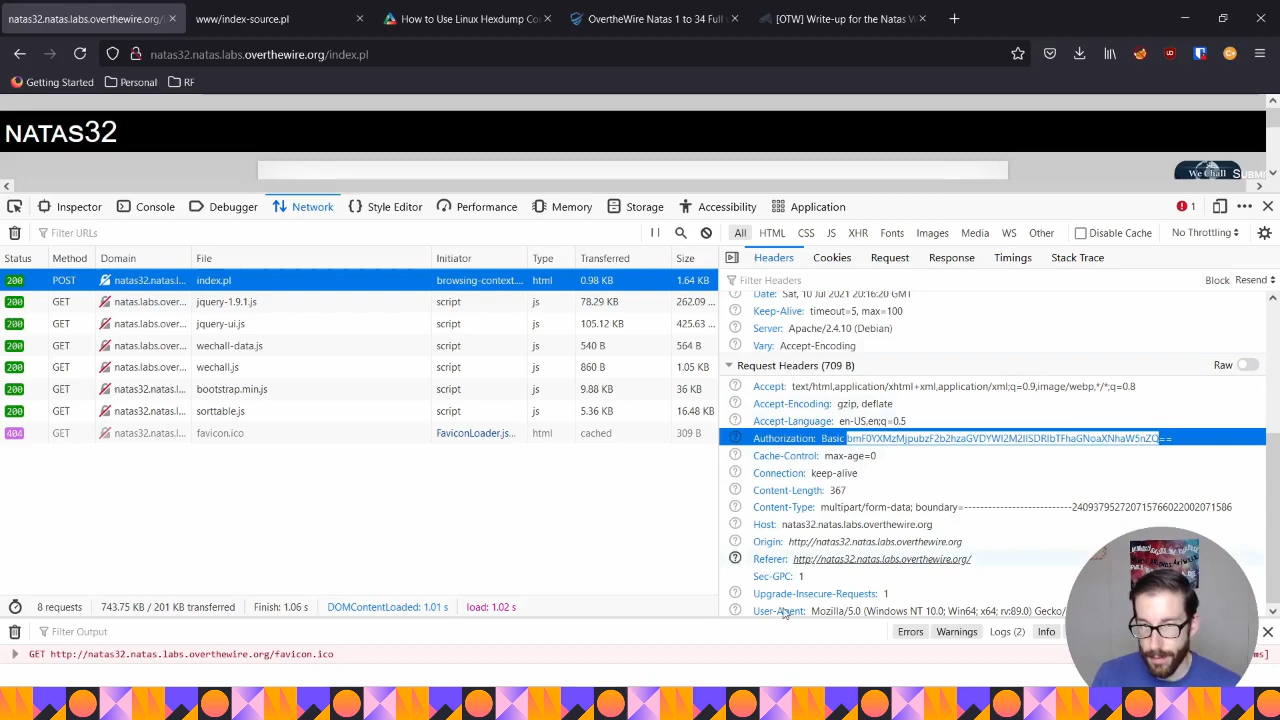 natas32.natas.labs.overthewire.org/i
www/index-source.pl
How to Use Linux Hexdump Co
OvertheWire Natas 1 to 34 Full
[OTW] Write-up for the Natas W
natas32.natas.labs.overthewire.org/index.pl
Getting Started
Personal
RF
NATAS32
We Chall
SUBMI
Inspector
Console
Debugger
Network
Style Editor
Performance
Memory
Storage
Accessibility
Application
1
Filter URLs
All
HTML
CSS
JS
XHR
Fonts
Images
Media
WS
Other
Disable Cache
No Throttling
Status
Method
Domain
File
Initiator
Type
Transferred
Size
Headers
Cookies
Request
Response
Timings
Stack Trace
200 POST natas32.natas.l... index.pl browsing-context.... html 0.98 KB 1.64 KB
200 GET natas.labs.over... jquery-1.9.1.js script js 78.29 KB 262.09 ...
200 GET natas.labs.over... jquery-ui.js script js 105.12 KB 425.63 ...
200 GET natas.labs.over... wechall-data.js script js 540 B 564 B
200 GET natas.labs.over... wechall.js script js 860 B 1.05 KB
200 GET natas32.natas.l... bootstrap.min.js script js 9.88 KB 36 KB
200 GET natas32.natas.l... sorttable.js script js 5.36 KB 16.48 KB
404 GET natas32.natas.l... favicon.ico FaviconLoader.js... html cached 309 B
Filter Headers
Block
Resend
Date: Sat, 10 Jul 2021 20:16:20 GMT
Keep-Alive: timeout=5, max=100
Server: Apache/2.4.10 (Debian)
Vary: Accept-Encoding
Request Headers (709 B)
Raw
Accept: text/html,application/xhtml+xml,application/xml;q=0.9,image/webp,*/*;q=0.8
Accept-Encoding: gzip, deflate
Accept-Language: en-US,en;q=0.5
Authorization: Basic
Cache-Control: max-age=0
Connection: keep-alive
Content-Length: 367
Content-Type: multipart/form-data; boundary=---------------------------240937952720715766022002071586
Host: natas32.natas.labs.overthewire.org
Origin: http://natas32.natas.labs.overthewire.org
Referer: http://natas32.natas.labs.overthewire.org/
Sec-GPC: 1
Upgrade-Insecure-Requests: 1
User-Agent: Mozilla/5.0 (Windows NT 10.0; Win64; x64; rv:89.0) Gecko/
8 requests
743.75 KB / 201 KB transferred
Finish: 1.06 s
DOMContentLoaded: 1.01 s
load: 1.02 s
Filter Output
Errors
Warnings
Logs (2)
Info
GET http://natas32.natas.labs.overthewire.org/favicon.ico
ms]